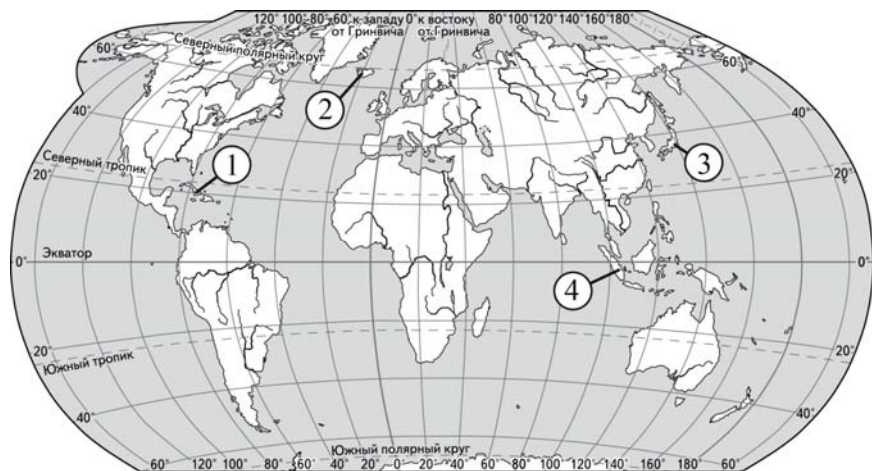 120°100°80°60° к западу 0° к востоку 80°100°120°140°160°180°
от Гринвича от Гринвича
Северный полярный круг
60° 60°
2
40° 40°
1 3
Северный тропик
20° 20°
Экватор
0° 0°
4
20° 20°
Южный тропик
40° 40°
Южный полярный круг
60° 120° 100° 80° 60° 40° 20° 0° 20° 40° 60° 80° 100° 120° 140° 160° 180° 60°